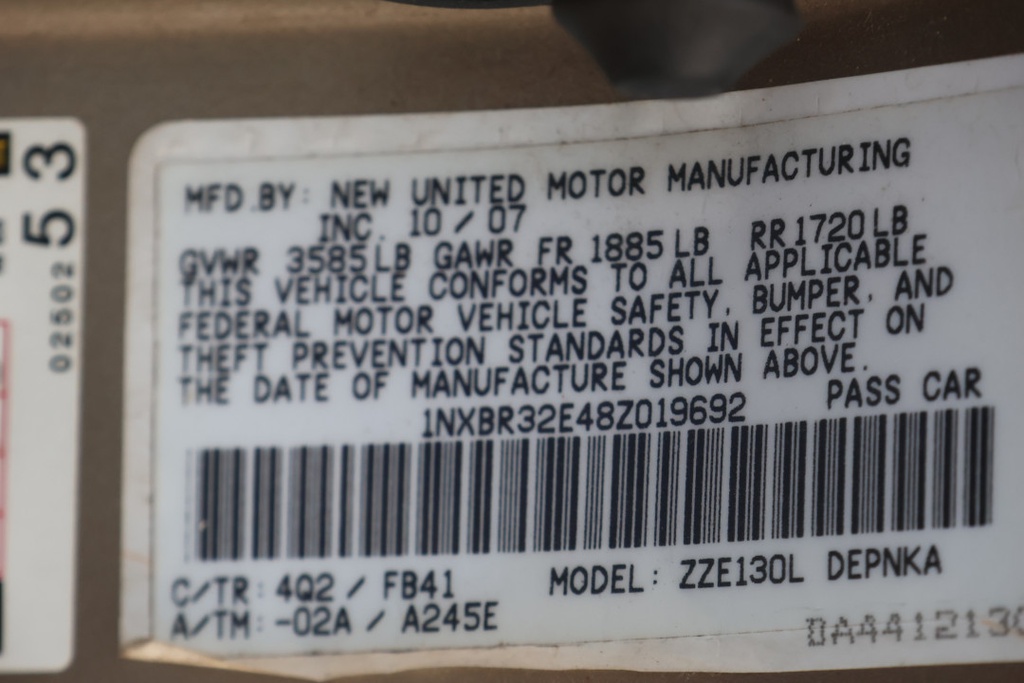 53
02502
MFD.BY: NEW UNITED MOTOR MANUFACTURING
INC. 10 / 07
GVWR 3585LB GAWR FR 1885LB RR1720LB
THIS VEHICLE CONFORMS TO ALL APPLICABLE
FEDERAL MOTOR VEHICLE SAFETY, BUMPER, AND
THEFT PREVENTION STANDARDS IN EFFECT ON
THE DATE OF MANUFACTURE SHOWN ABOVE.
1NXBR32E48Z019692 PASS CAR
C/TR: 4Q2 / FB41 MODEL: ZZE130L DEPNKA
A/TM: -02A / A245E